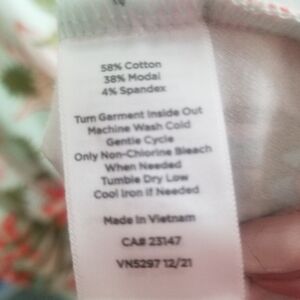 58% Cotton
38% Modal
4% Spandex
Turn Garment Inside Out
Machine Wash Cold
Gentle Cycle
Only Non-Chlorine Bleach
When Needed
Tumble Dry Low
Cool Iron if Needed
Made in Vietnam
CA# 23147
VN5297 12/21